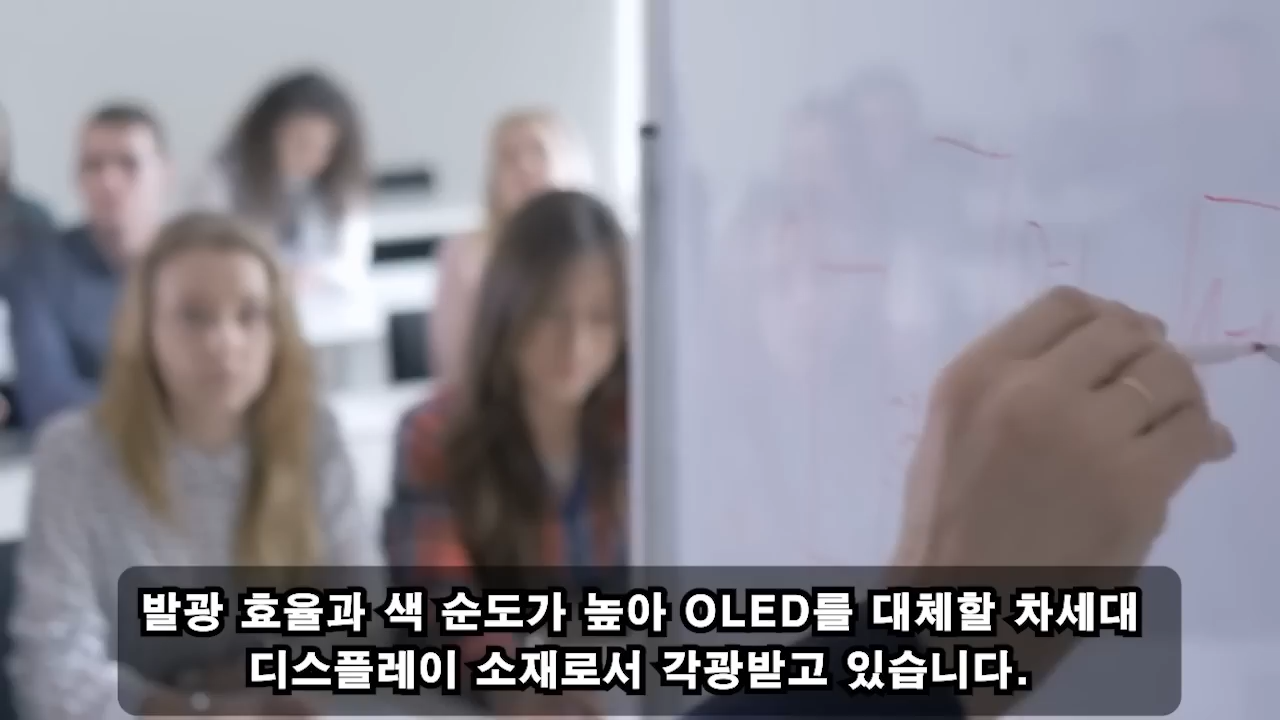 발광 효율과 색 순도가 높아 OLED를 대체할 차세대
디스플레이 소재로서 각광받고 있습니다.